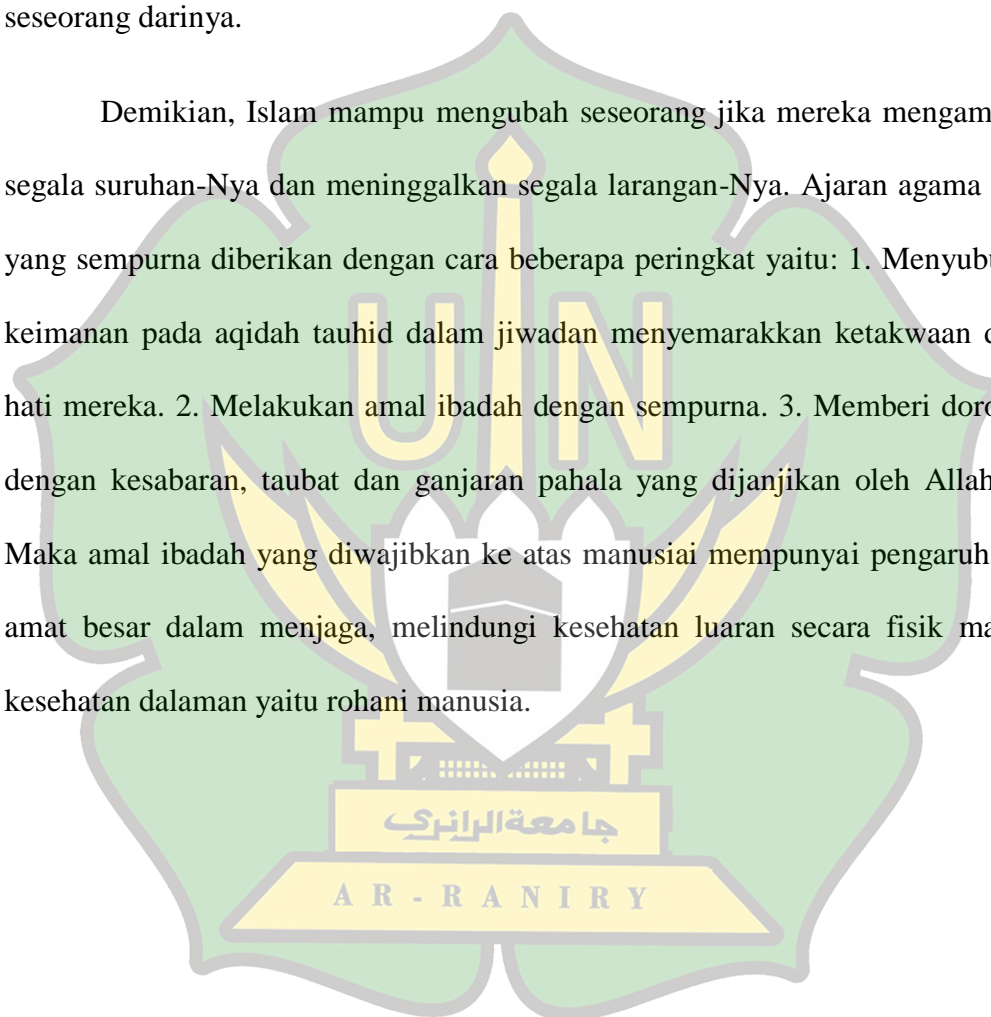 seseorang darinya.
Demikian, Islam mampu mengubah seseorang jika mereka mengam
segala suruhan-Nya dan meninggalkan segala larangan-Nya. Ajaran agama
yang sempurna diberikan dengan cara beberapa peringkat yaitu: 1. Menyubu
keimanan pada aqidah tauhid dalam jiwadan menyemarakkan ketakwaan d
hati mereka. 2. Melakukan amal ibadah dengan sempurna. 3. Memberi doro
dengan kesabaran, taubat dan ganjaran pahala yang dijanjikan oleh Allah
Maka amal ibadah yang diwajibkan ke atas manusiai mempunyai pengaruh
amat besar dalam menjaga, melindungi kesehatan luaran secara fisik ma
kesehatan dalaman yaitu rohani manusia.
UIN
جامعةالرانري
AR-RANIRY